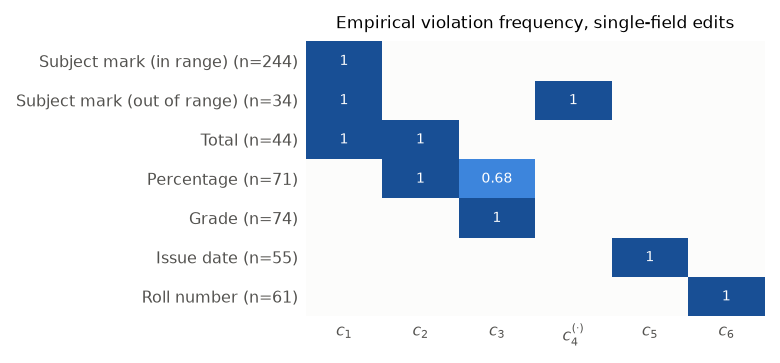 Empirical violation frequency, single-field edits
Subject mark (in range) (n=244) 1
Subject mark (out of range) (n=34) 1 1
Total (n=44) 1 1
Percentage (n=71) 1 0.68
Grade (n=74) 1
Issue date (n=55) 1
Roll number (n=61) 1
c₁ c₂ c₃ c₄⁽·⁾ c₅ c₆